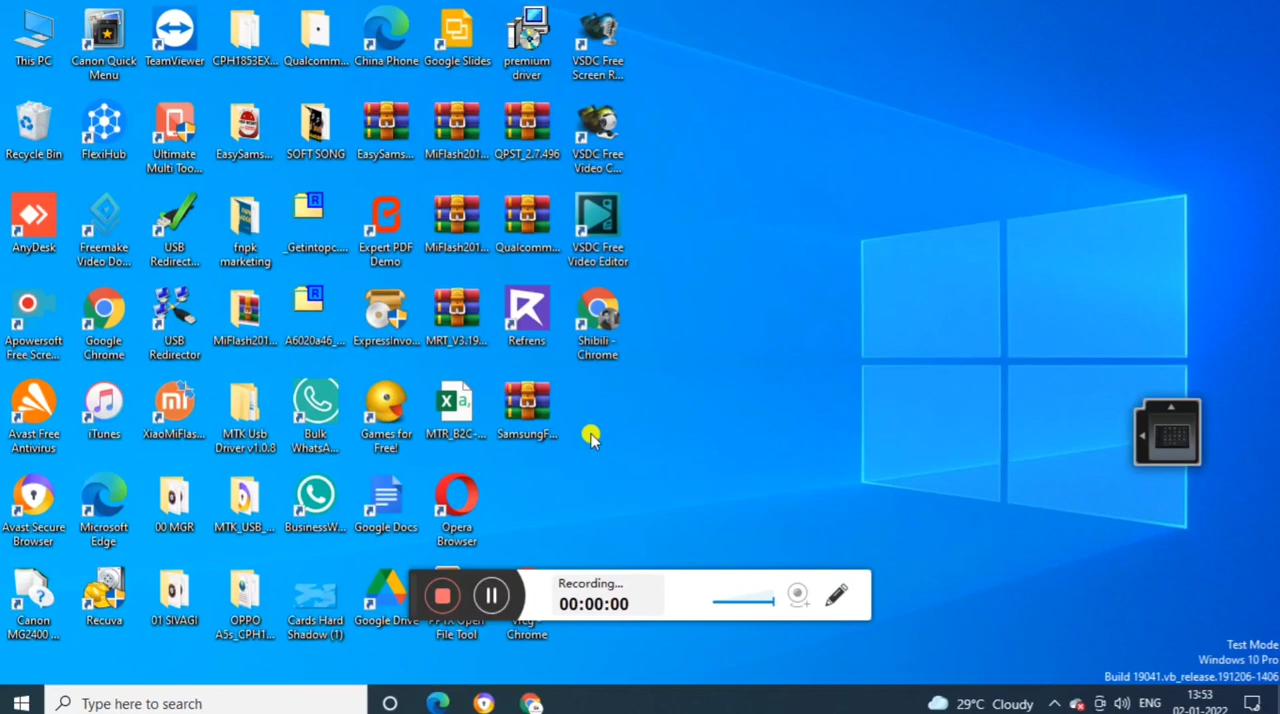 This PC
Canon Quick
Menu
TeamViewer
CPH1853EX...
Qualcomm...
China Phone
Google Slides
premium
driver
VSDC Free
Screen R...
Recycle Bin
FlexiHub
Ultimate
Multi Too...
EasySams...
SOFT SONG
EasySams...
MiFlash201...
QPST_2.7.496
VSDC Free
Video C...
AnyDesk
Freemake
Video Do...
USB
Redirect...
fnpk
marketing
_Getintopc....
Expert PDF
Demo
MiFlash201...
Qualcomm...
VSDC Free
Video Editor
Apowersoft
Free Scre...
Google
Chrome
USB
Redirector
MiFlash201...
A6020a46_...
ExpressInvo...
MRT_V3.19...
Refrens
Shibili -
Chrome
Avast Free
Antivirus
iTunes
XiaoMiFlas...
MTK Usb
Driver v1.0.8
Bulk
WhatsA...
Games for
Free!
MTR_B2C-...
SamsungF...
Avast Secure
Browser
Microsoft
Edge
00 MGR
MTK_USB_...
BusinessW...
Google Docs
Opera
Browser
Canon
MG2400 ...
Recuva
01 SIVAGI
OPPO
A5s_CPH1...
Cards Hard
Shadow (1)
Google Drive
Open
File Tool
Chrome
Recording...
00:00:00
Test Mode
Windows 10 Pro
Build 19041.vb_release.191206-1406
Type here to search
29°C Cloudy
ENG
13:53
02-01-2022